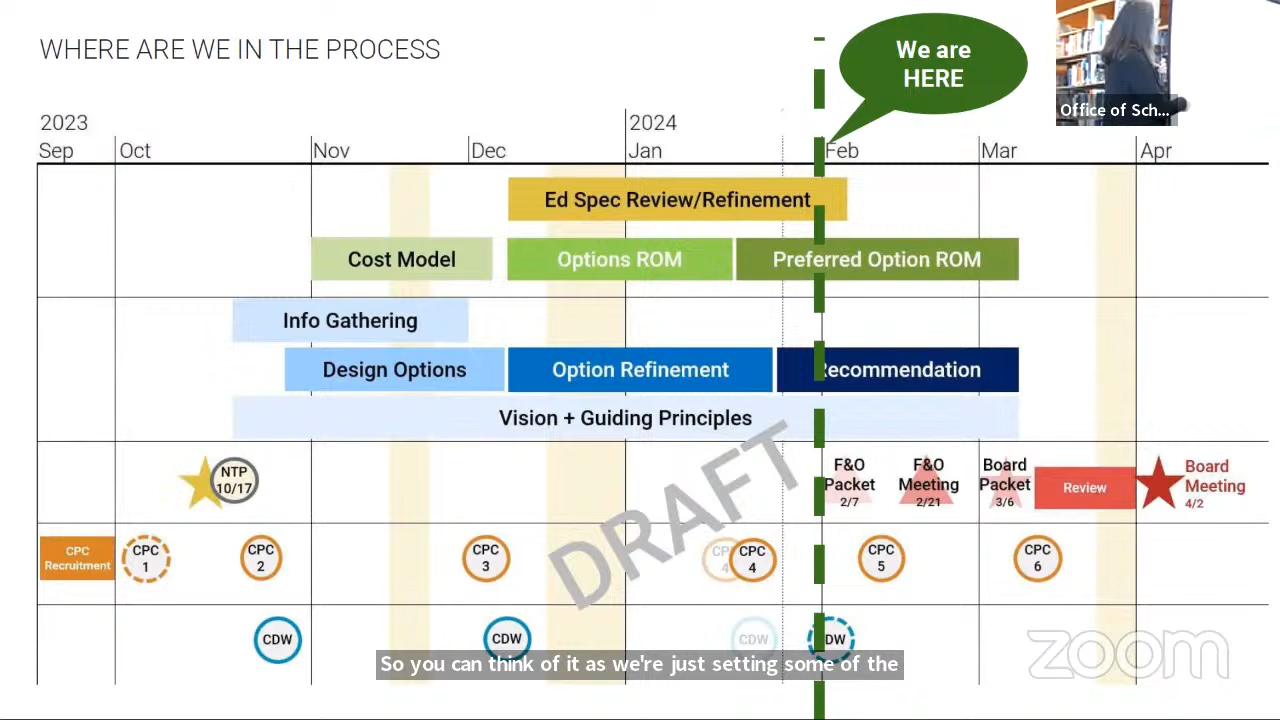 WHERE ARE WE IN THE PROCESS
We are
HERE
Office of Sch...
2023
2024
Sep
Oct
Nov
Dec
Jan
Feb
Mar
Apr
Ed Spec Review/Refinement
Cost Model
Options ROM
Preferred Option ROM
Info Gathering
Design Options
Option Refinement
Recommendation
Vision + Guiding Principles
DRAFT
NTP
10/17
F&O
Packet
2/7
F&O
Meeting
2/21
Board
Packet
3/6
Review
Board
Meeting
4/2
CPC
Recruitment
CPC
1
CPC
2
CPC
3
CPC
4
CPC
4
CPC
5
CPC
6
CDW
CDW
CDW
CDW
zoom
So you can think of it as we're just setting some of the